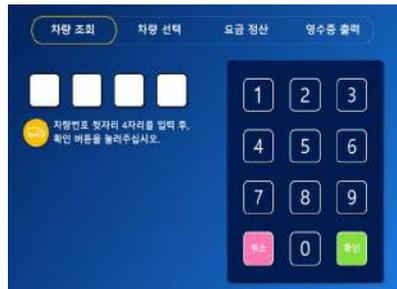 차량 조회
차량 선택
요금 정산
영수증 출력
차량번호 뒷자리 4자리를 입력 후,
확인 버튼을 눌러주십시오.
1 2 3
4 5 6
7 8 9
취소 0 확인